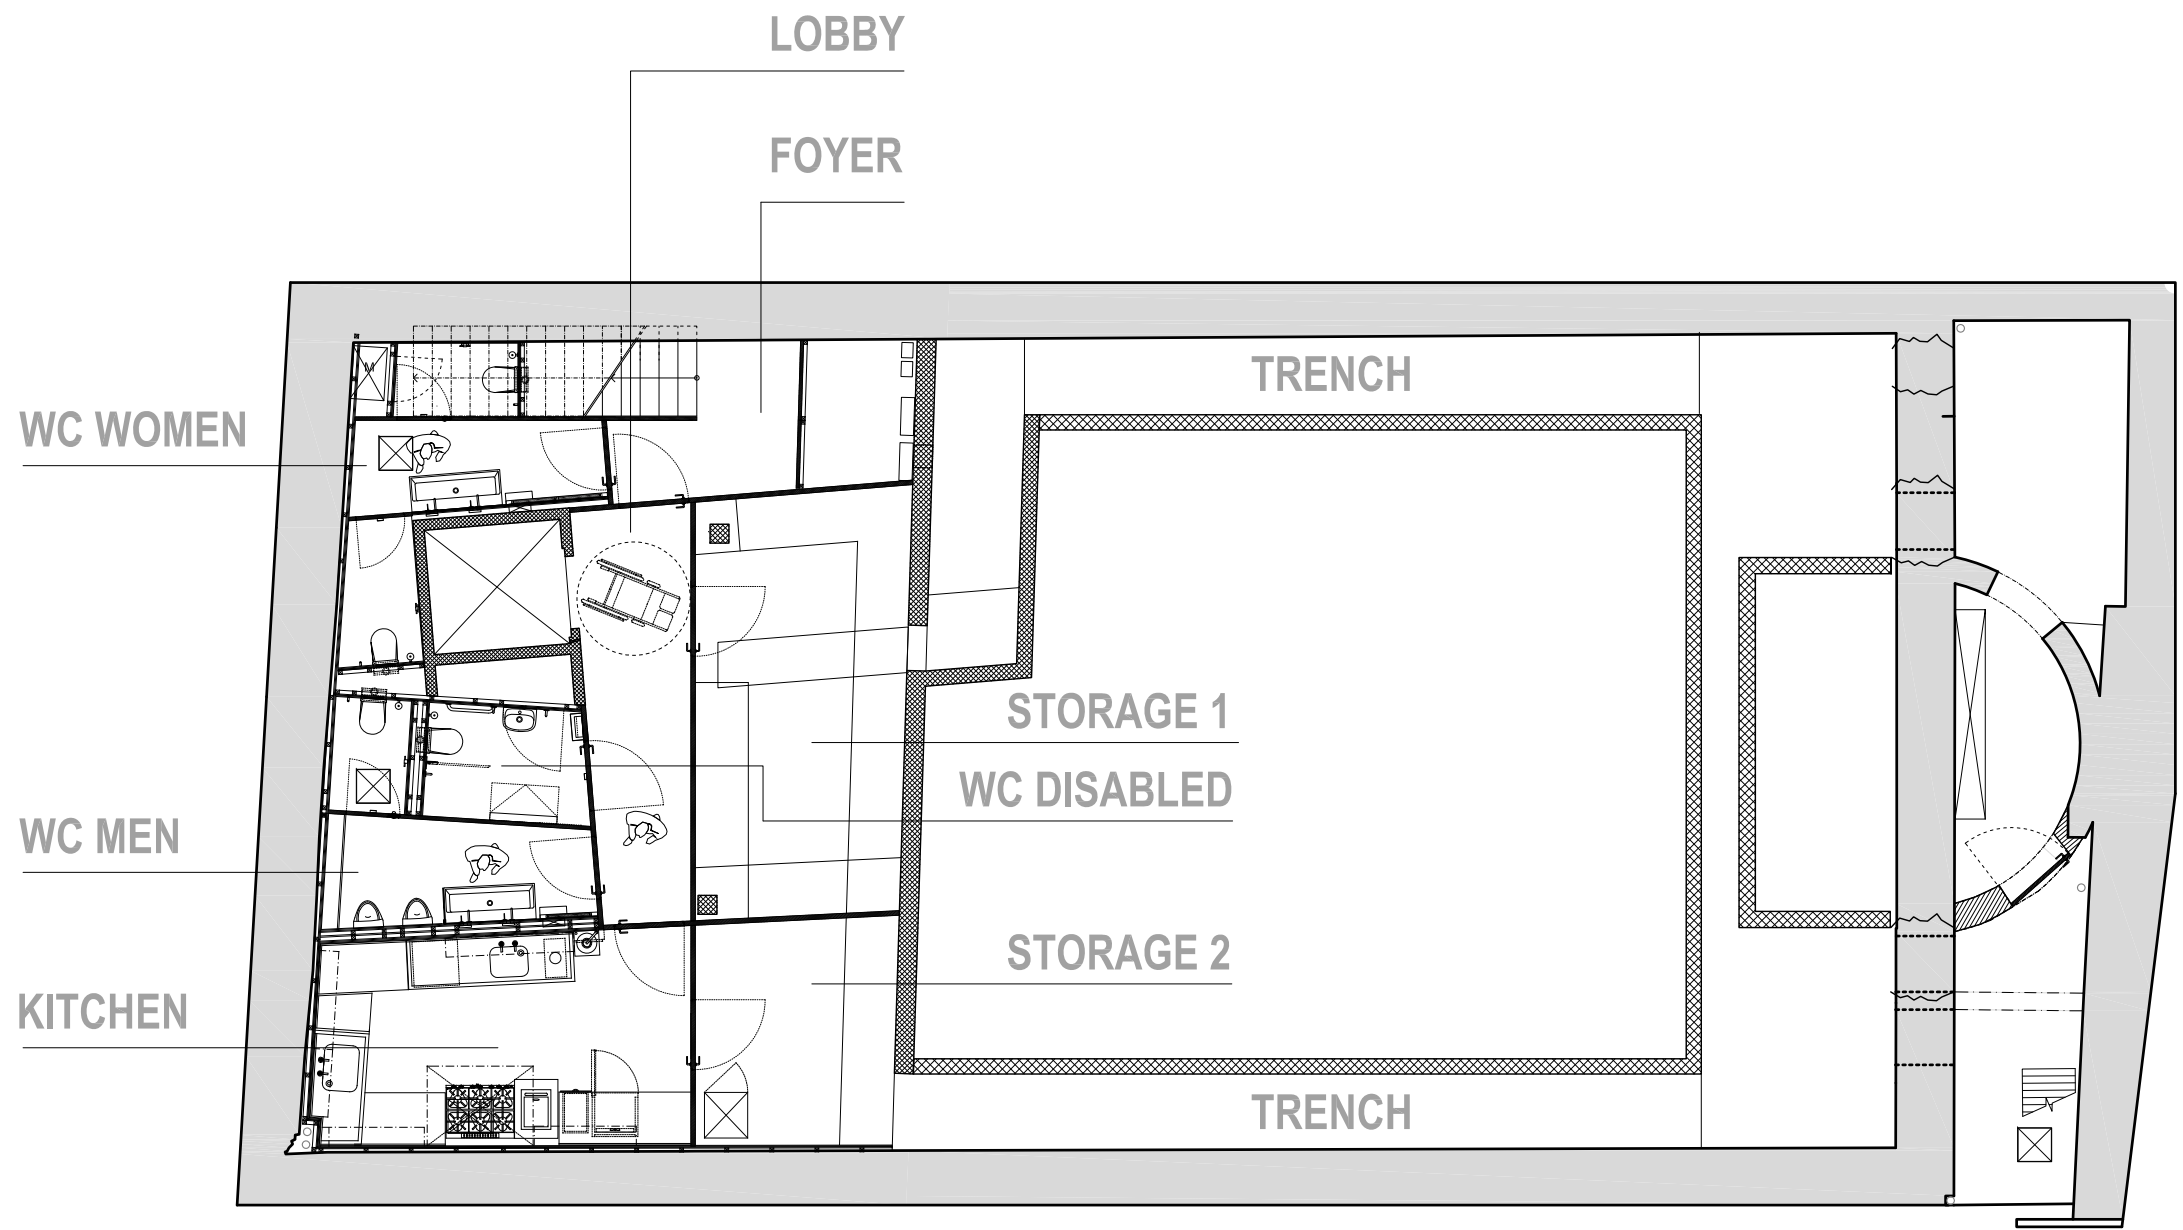 LOBBY
FOYER
TRENCH
M
WC WOMEN
STORAGE 1
WC DISABLED
WC MEN
STORAGE 2
KITCHEN
TRENCH